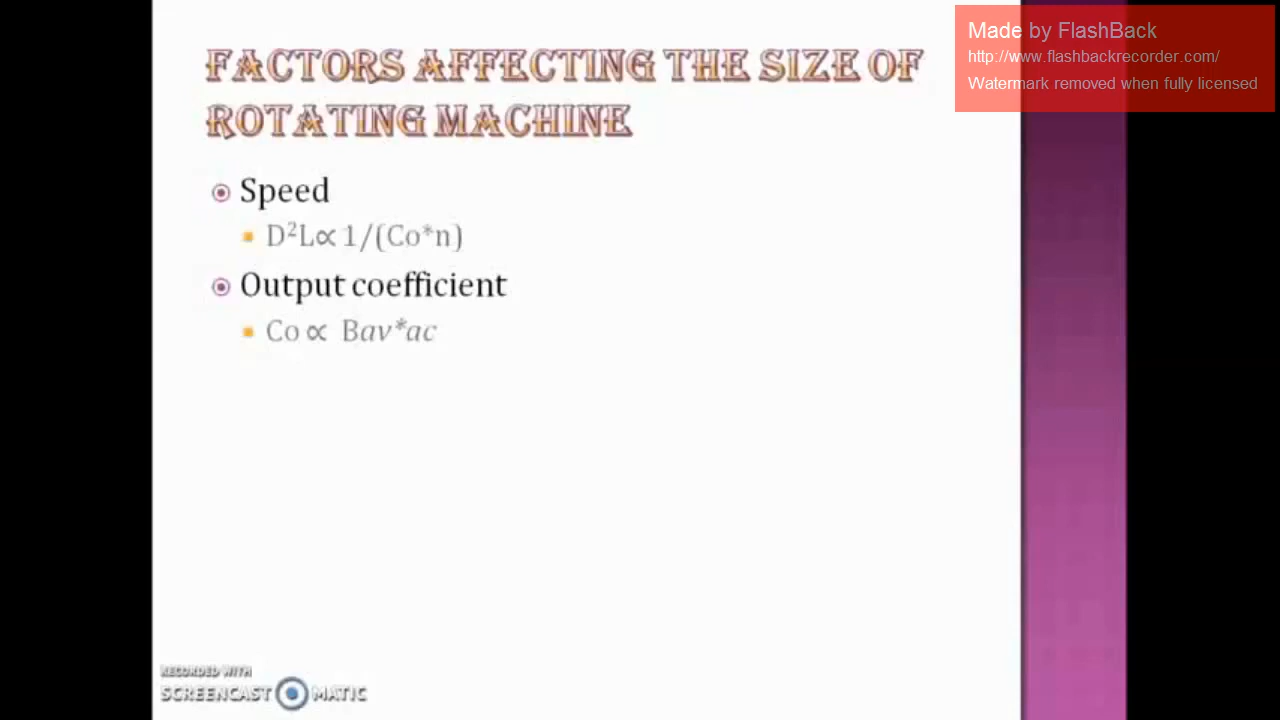 Made by FlashBack
http://www.flashbackrecorder.com/
Watermark removed when fully licensed
FACTORS AFFECTING THE SIZE OF
ROTATING MACHINE
Speed
D²L∝1/(Co*n)
Output coefficient
Co ∝ Bav*ac
RECORDED WITH
SCREENCAST MATIC